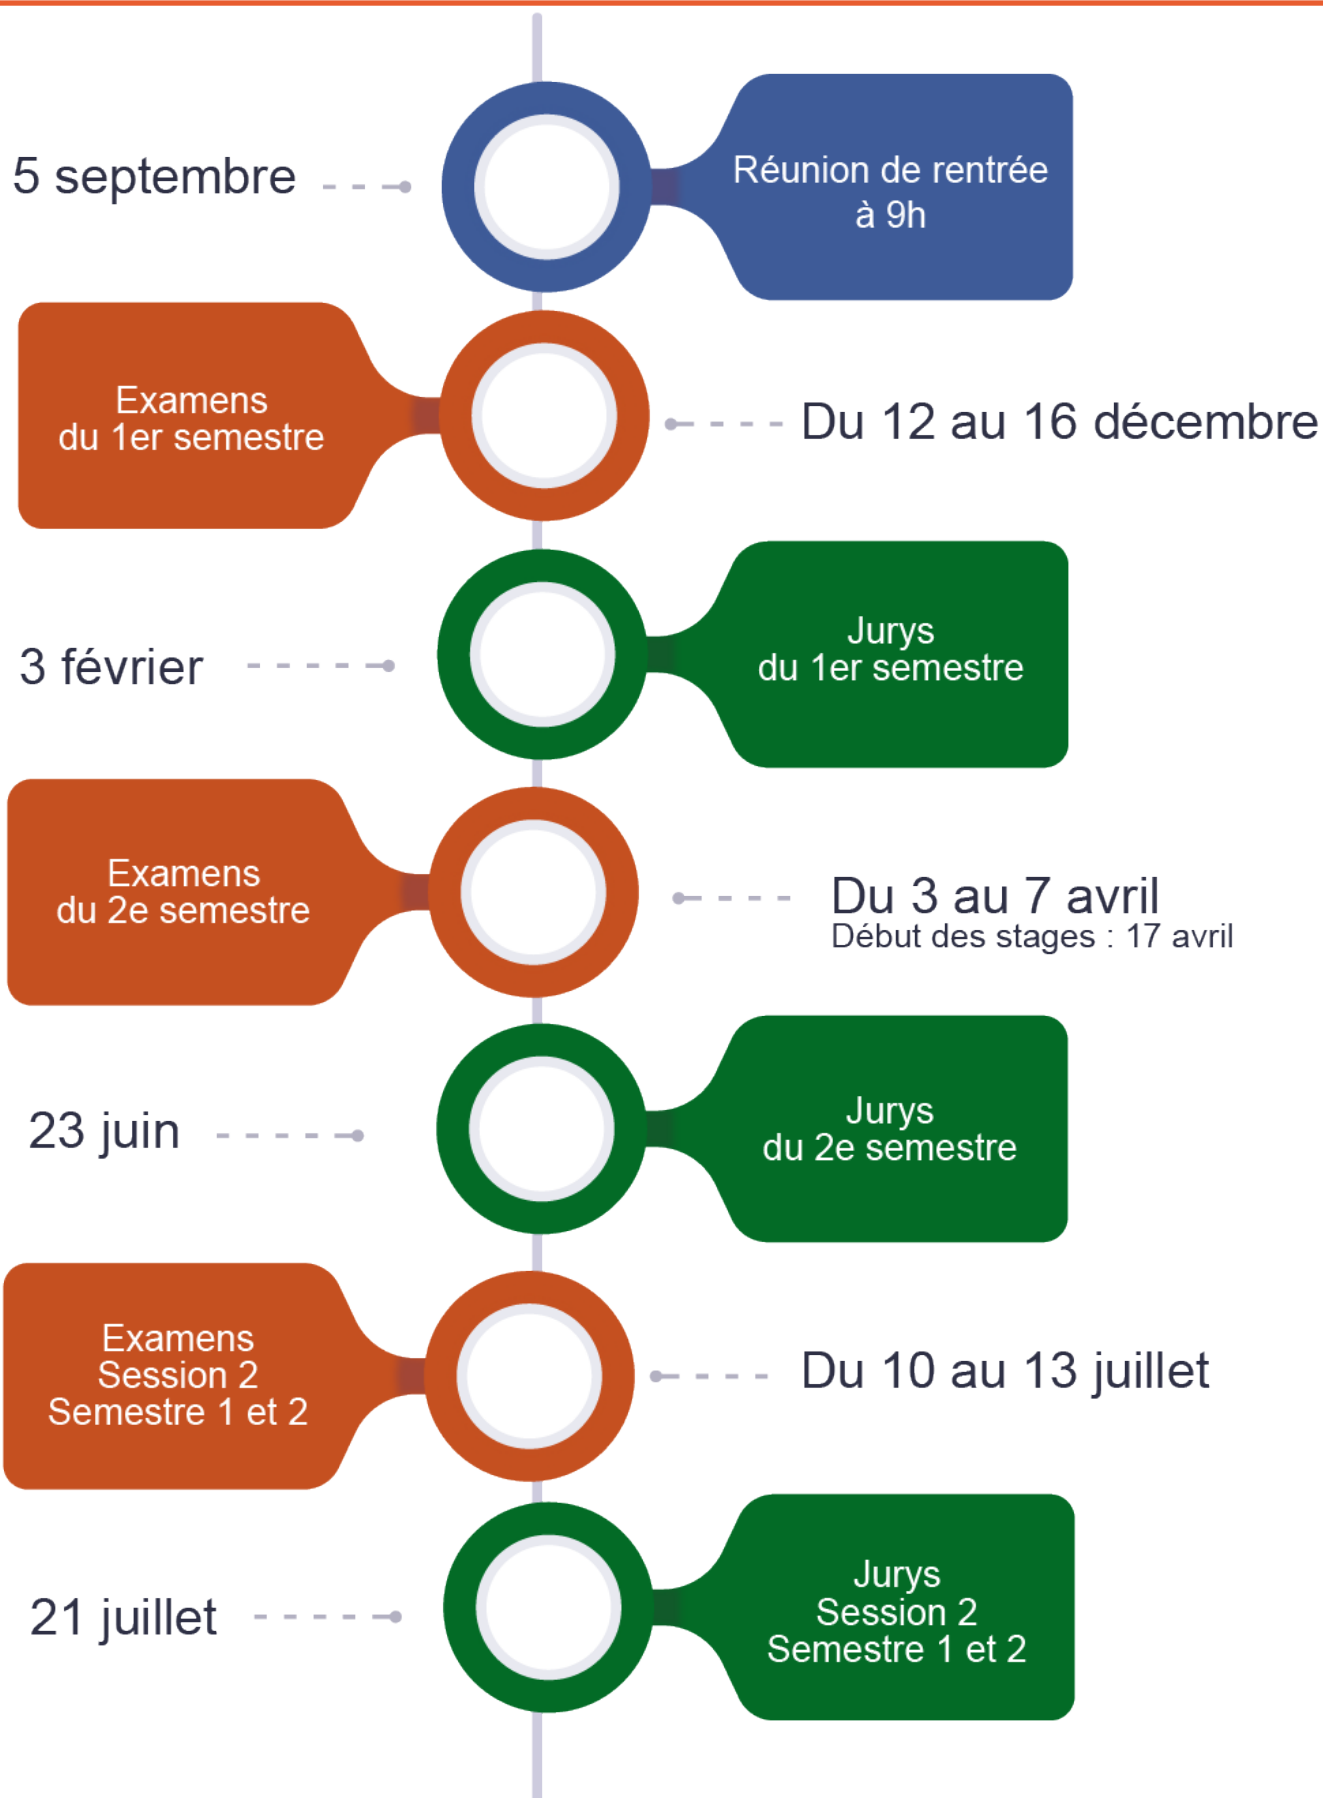 5 septembre
Réunion de rentrée
à 9h
Examens
du 1er semestre
Du 12 au 16 décembre
3 février
Jurys
du 1er semestre
Examens
du 2e semestre
Du 3 au 7 avril
Début des stages : 17 avril
23 juin
Jurys
du 2e semestre
Examens
Session 2
Semestre 1 et 2
Du 10 au 13 juillet
21 juillet
Jurys
Session 2
Semestre 1 et 2